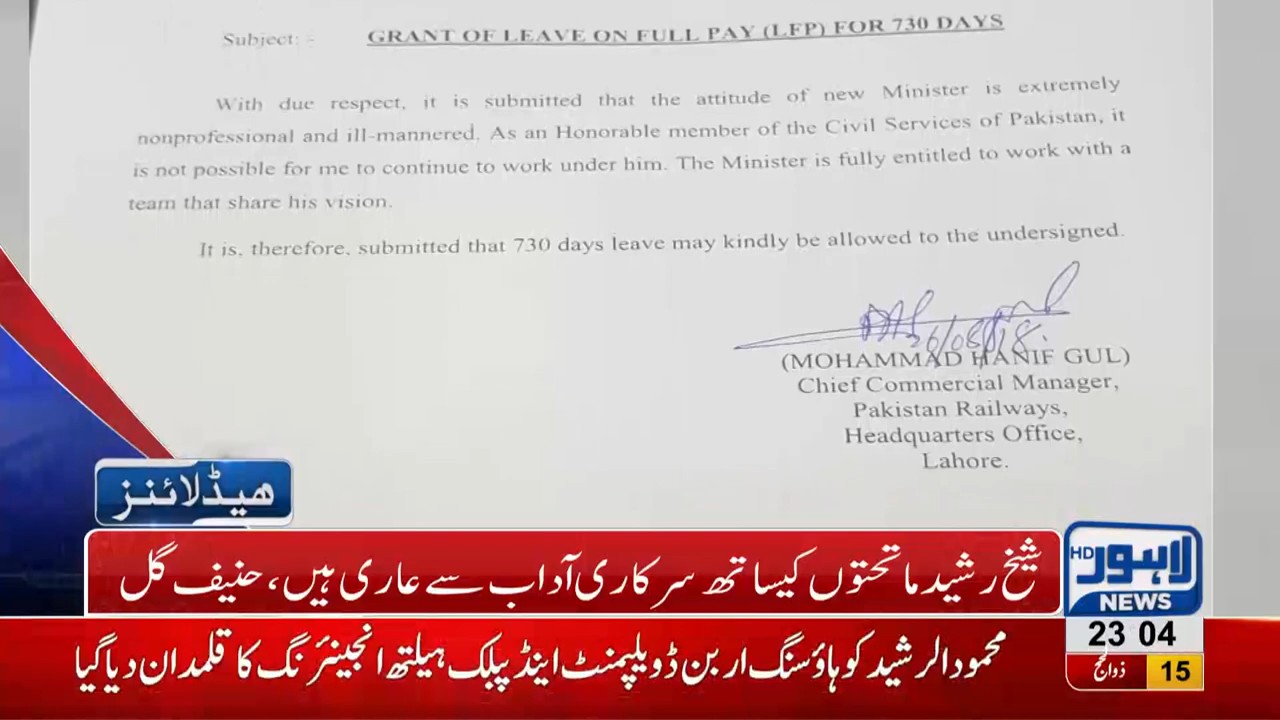 Subject: - GRANT OF LEAVE ON FULL PAY (LFP) FOR 730 DAYS
With due respect, it is submitted that the attitude of new Minister is extremely
nonprofessional and ill-mannered. As an Honorable member of the Civil Services of Pakistan, it
is not possible for me to continue to work under him. The Minister is fully entitled to work with a
team that share his vision.
It is, therefore, submitted that 730 days leave may kindly be allowed to the undersigned.
26/08/18.
(MOHAMMAD HANIF GUL)
Chief Commercial Manager,
Pakistan Railways,
Headquarters Office,
Lahore.
ھیڈلائنز
شیخ رشید ماتحتوں کیساتھ سرکاری آداب سے عاری ہیں، حنیف گل
محمود الرشید کو ہاؤسنگ اربن ڈویلپمنٹ اینڈ پبلک ہیلتھ انجینئرنگ کا قلمدان دیا گیا
HD لاہور
NEWS
23 04
ذوالحج 15